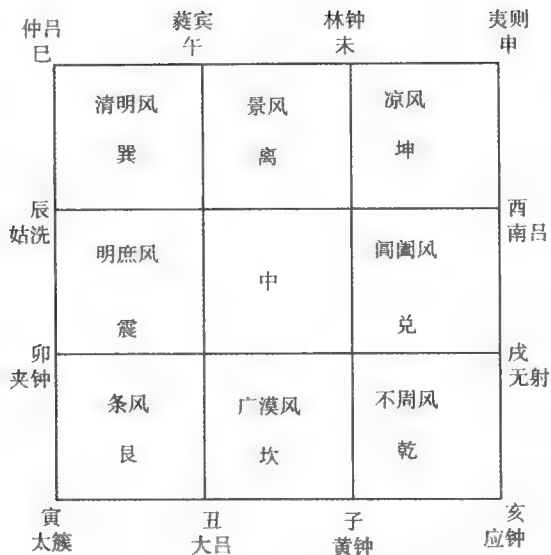 仲吕 蕤宾 林钟 夷则
巳 午 未 申
清明风 景风 凉风
巽 离 坤
辰 酉
姑洗 南吕
明庶风 中 阊阖风
震 兑
卯 戌
夹钟 无射
条风 广漠风 不周风
艮 坎 乾
寅 丑 子 亥
太簇 大吕 黄钟 应钟